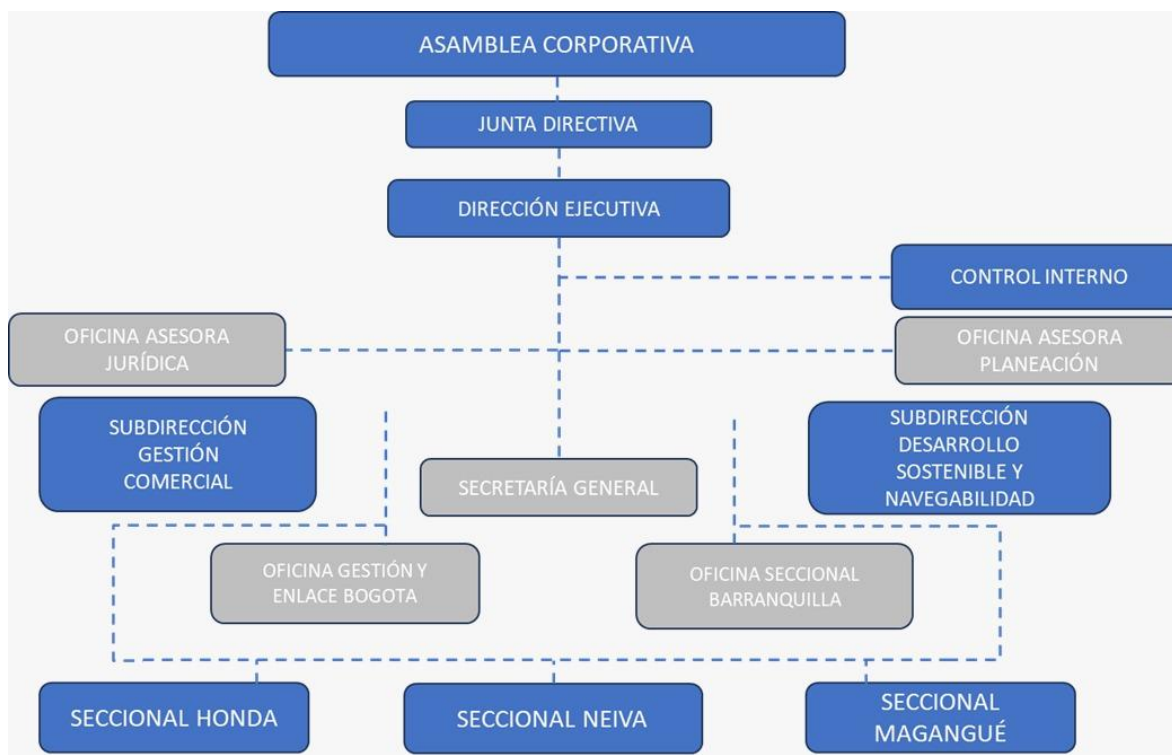 ASAMBLEA CORPORATIVA
JUNTA DIRECTIVA
DIRECCIÓN EJECUTIVA
CONTROL INTERNO
OFICINA ASESORA
JURÍDICA
OFICINA ASESORA
PLANEACIÓN
SUBDIRECCIÓN
GESTIÓN
COMERCIAL
SECRETARÍA GENERAL
SUBDIRECCIÓN
DESARROLLO
SOSTENIBLE Y
NAVEGABILIDAD
OFICINA GESTIÓN Y
ENLACE BOGOTA
OFICINA SECCIONAL
BARRANQUILLA
SECCIONAL HONDA
SECCIONAL NEIVA
SECCIONAL
MAGANGUÉ